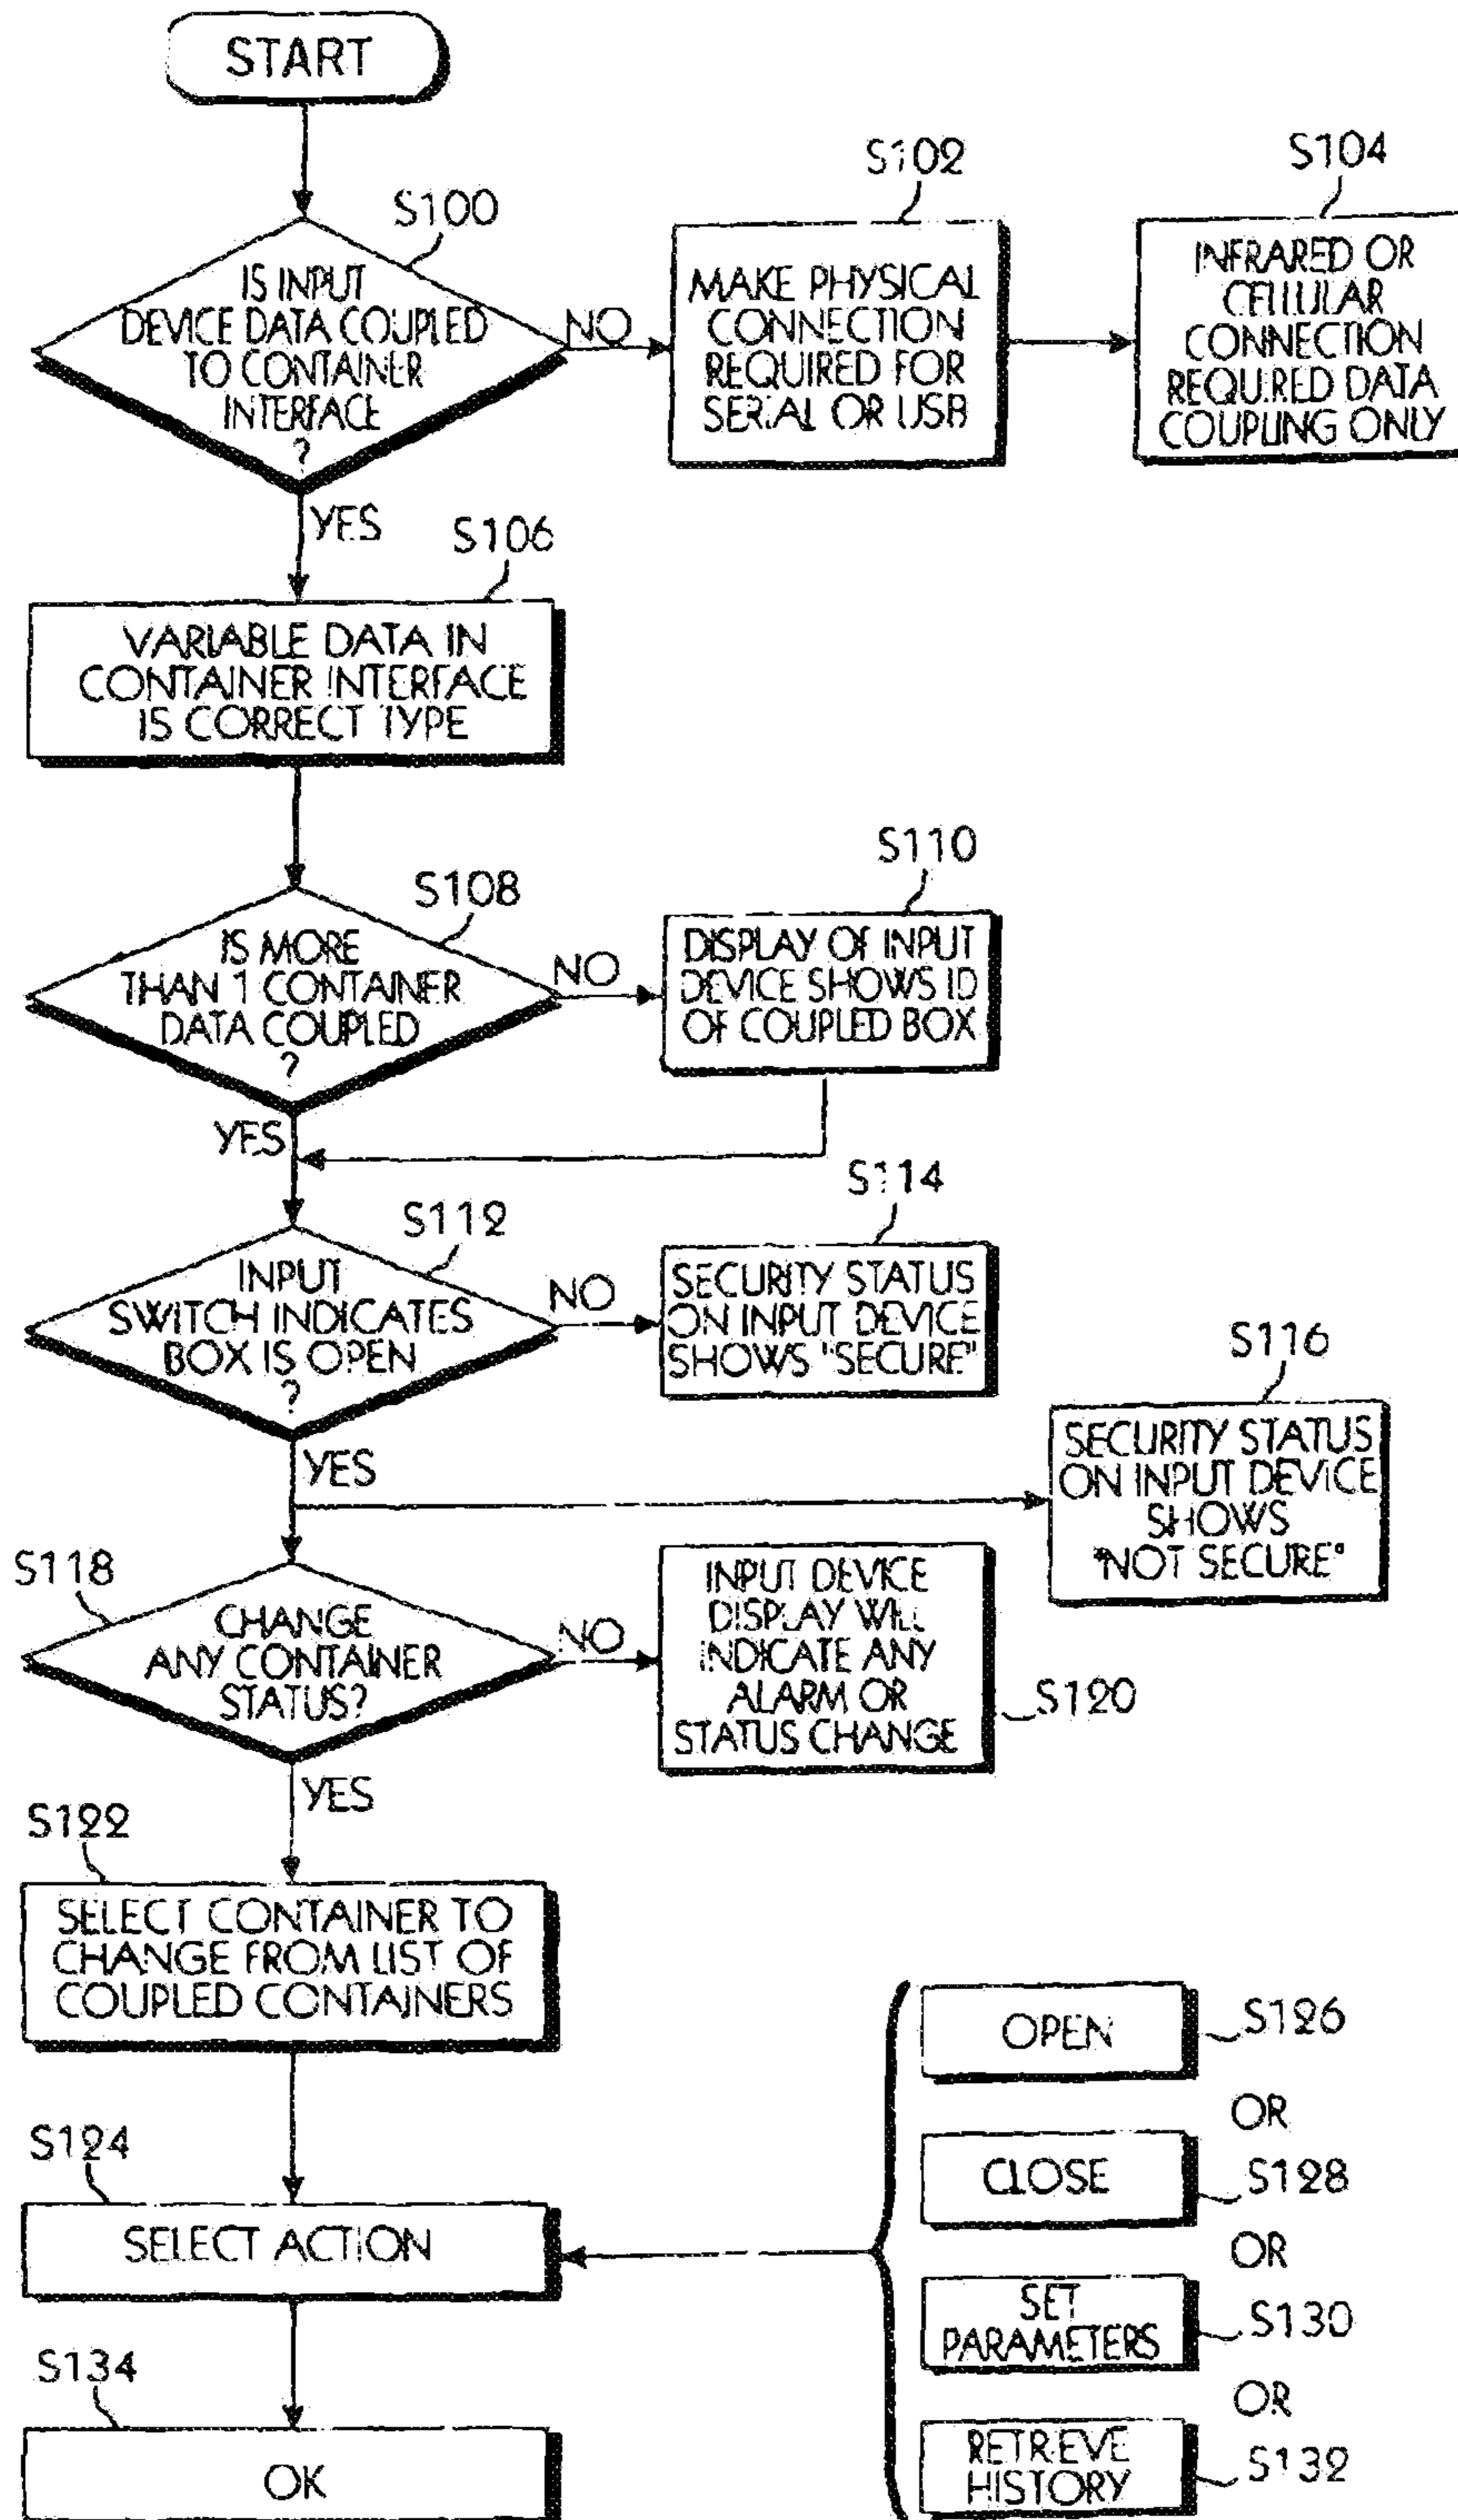 START
S100
IS INPUT
DEVICE DATA COUPLED
TO CONTAINER
INTERFACE
?
NO
S102
MAKE PHYSICAL
CONNECTION
REQUIRED FOR
SERIAL OR USB
S104
INFRARED OR
CELLULAR
CONNECTION
REQUIRED DATA
COUPLING ONLY
YES
S106
VARIABLE DATA IN
CONTAINER INTERFACE
IS CORRECT TYPE
S108
IS MORE
THAN 1 CONTAINER
DATA COUPLED
?
NO
S110
DISPLAY OF INPUT
DEVICE SHOWS ID
OF COUPLED BOX
YES
S112
INPUT
SWITCH INDICATES
BOX IS OPEN
?
NO
S114
SECURITY STATUS
ON INPUT DEVICE
SHOWS "SECURE"
YES
S116
SECURITY STATUS
ON INPUT DEVICE
SHOWS
"NOT SECURE"
S118
CHANGE
ANY CONTAINER
STATUS?
NO
INPUT DEVICE
DISPLAY WILL
INDICATE ANY
ALARM OR
STATUS CHANGE
S120
YES
S122
SELECT CONTAINER TO
CHANGE FROM LIST OF
COUPLED CONTAINERS
S124
SELECT ACTION
OPEN
S126
OR
CLOSE
S128
OR
SET
PARAMETERS
S130
OR
RETRIEVE
HISTORY
S132
S134
OK